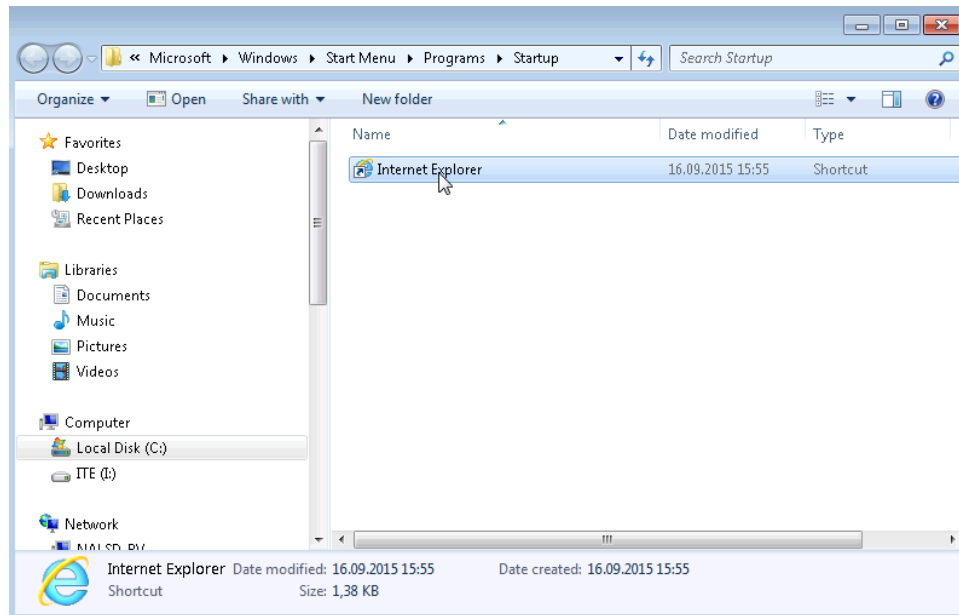 « Microsoft ▸ Windows ▸ Start Menu ▸ Programs ▸ Startup
Search Startup
Organize ▾ Open Share with ▾ New folder
Name Date modified Type
Favorites
Desktop
Downloads
Recent Places
Libraries
Documents
Music
Pictures
Videos
Computer
Local Disk (C:)
ITE (I:)
Network
Internet Explorer 16.09.2015 15:55 Shortcut
Internet Explorer Date modified: 16.09.2015 15:55 Date created: 16.09.2015 15:55
Shortcut Size: 1,38 KB